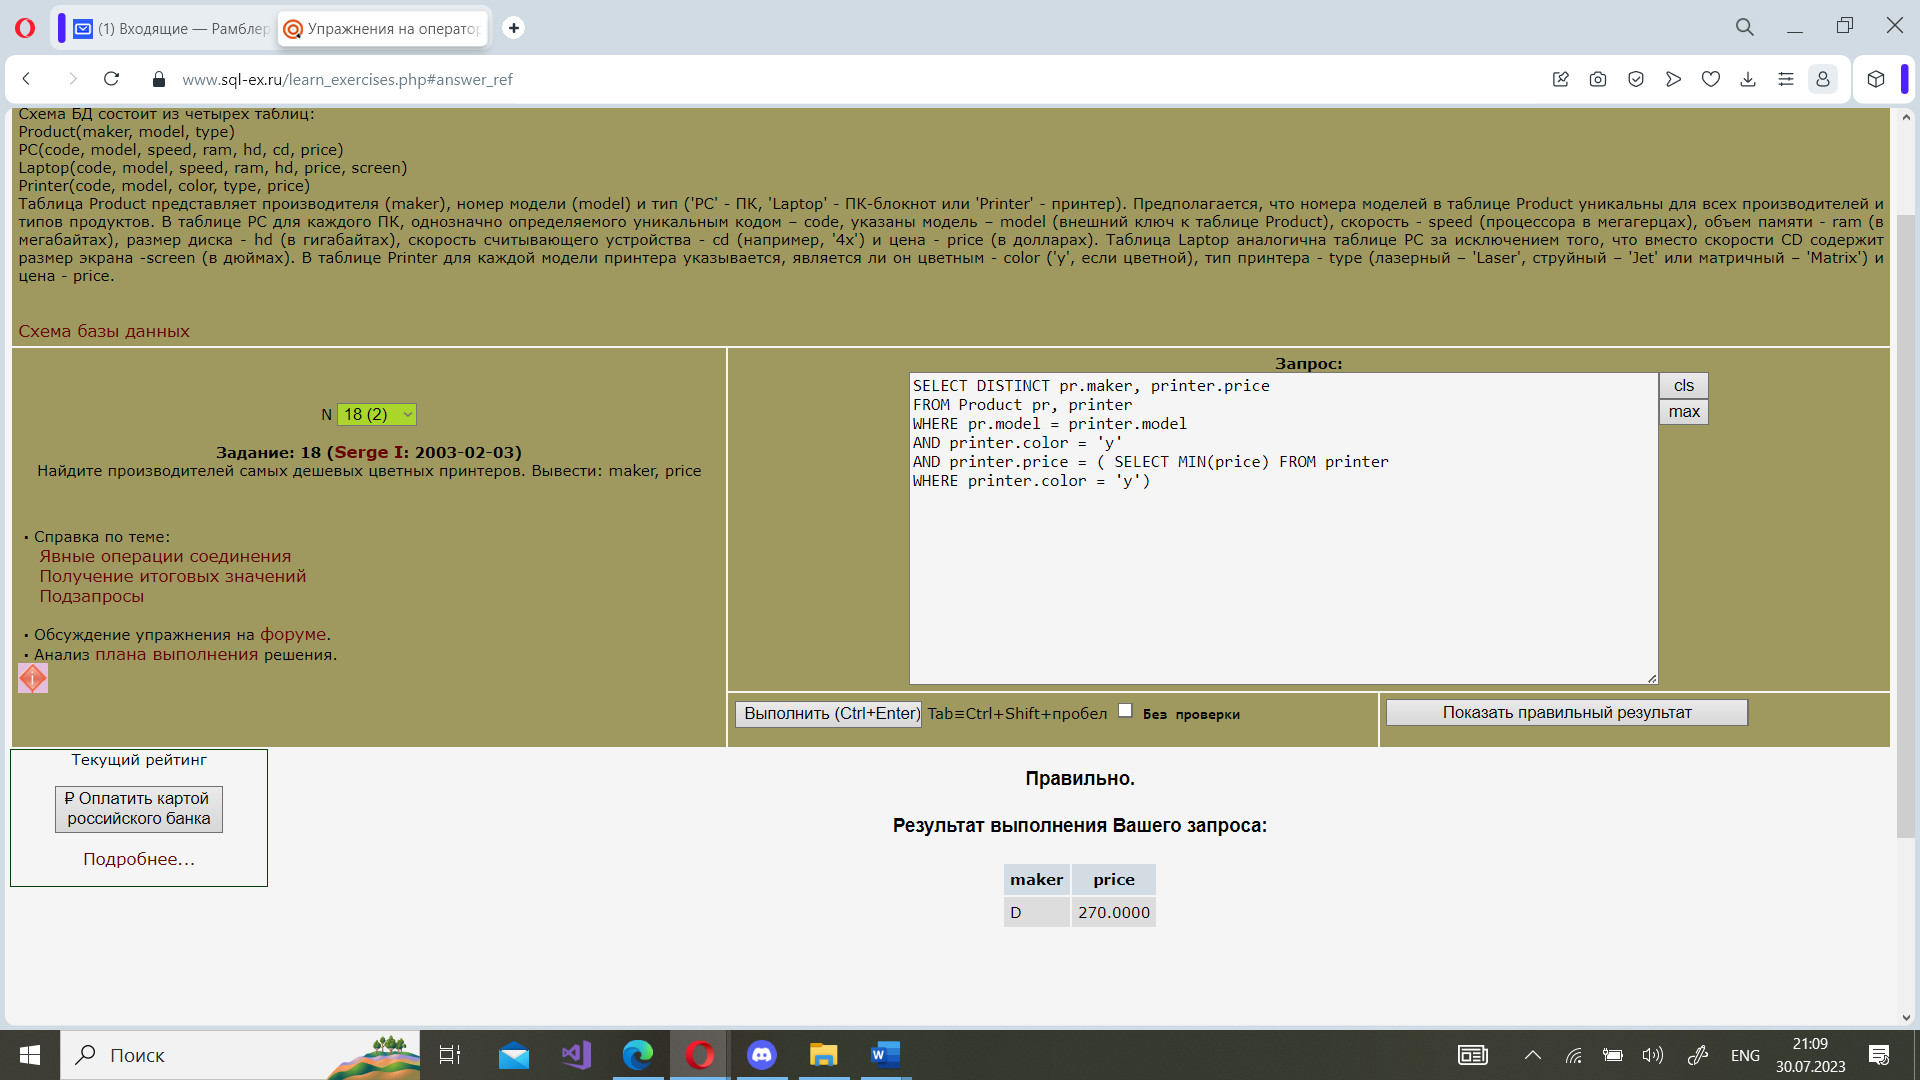 (1) Входящие — Рамблер
Упражнения на оператор
www.sql-ex.ru/learn_exercises.php#answer_ref
Схема БД состоит из четырех таблиц:
Product(maker, model, type)
PC(code, model, speed, ram, hd, cd, price)
Laptop(code, model, speed, ram, hd, price, screen)
Printer(code, model, color, type, price)
Таблица Product представляет производителя (maker), номер модели (model) и тип ('PC' - ПК, 'Laptop' - ПК-блокнот или 'Printer' - принтер). Предполагается, что номера моделей в таблице Product уникальны для всех производителей и
типов продуктов. В таблице PC для каждого ПК, однозначно определяемого уникальным кодом – code, указаны модель – model (внешний ключ к таблице Product), скорость - speed (процессора в мегагерцах), объем памяти - ram (в
мегабайтах), размер диска - hd (в гигабайтах), скорость считывающего устройства - cd (например, '4x') и цена - price (в долларах). Таблица Laptop аналогична таблице РС за исключением того, что вместо скорости CD содержит
размер экрана -screen (в дюймах). В таблице Printer для каждой модели принтера указывается, является ли он цветным - color ('y', если цветной), тип принтера - type (лазерный – 'Laser', струйный – 'Jet' или матричный – 'Matrix') и
цена - price.
Схема базы данных
N 18 (2)
Задание: 18 (Serge I: 2003-02-03)
Найдите производителей самых дешевых цветных принтеров. Вывести: maker, price
· Справка по теме:
Явные операции соединения
Получение итоговых значений
Подзапросы
· Обсуждение упражнения на форуме.
· Анализ плана выполнения решения.
Запрос:
SELECT DISTINCT pr.maker, printer.price
FROM Product pr, printer
WHERE pr.model = printer.model
AND printer.color = 'y'
AND printer.price = ( SELECT MIN(price) FROM printer
WHERE printer.color = 'y')
cls
max
Выполнить (Ctrl+Enter) Tab≡Ctrl+Shift+пробел Без проверки
Показать правильный результат
Текущий рейтинг
₽ Оплатить картой
российского банка
Подробнее...
Правильно.
Результат выполнения Вашего запроса:
maker price
D 270.0000
Поиск
ENG
21:09
30.07.2023